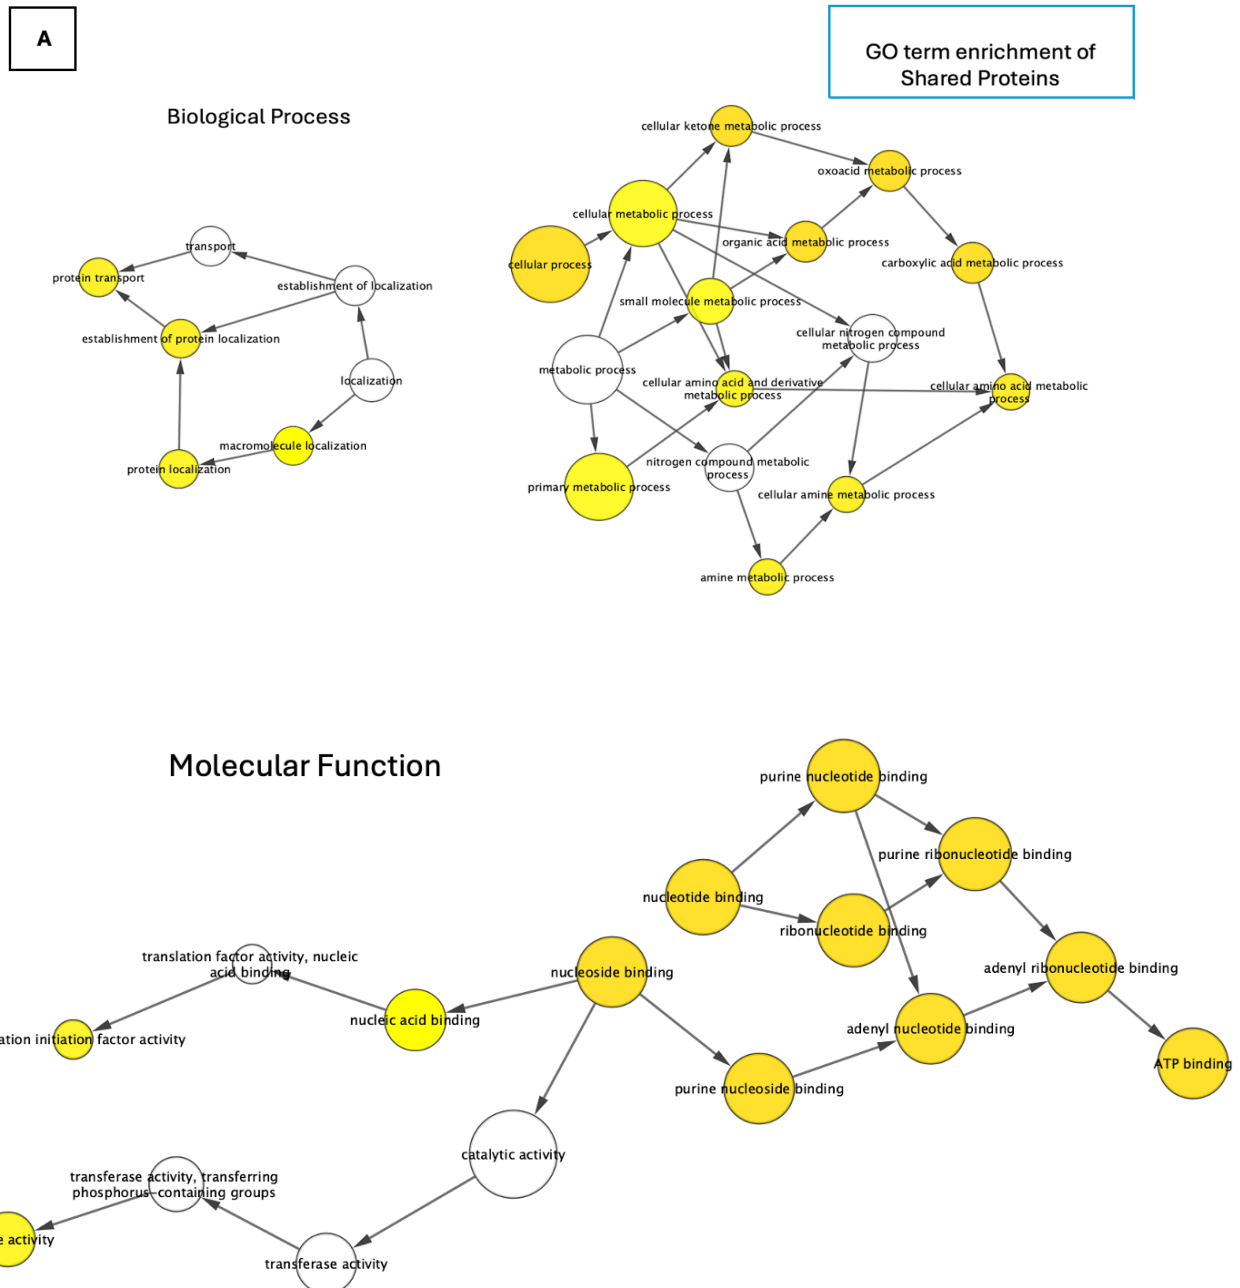 A
GO term enrichment of
Shared Proteins
Biological Process
cellular ketone metabolic process
oxoacid metabolic process
cellular metabolic process
organic acid metabolic process
cellular process
carboxylic acid metabolic process
transport
protein transport
establishment of localization
small molecule metabolic process
establishment of protein localization
cellular nitrogen compound
metabolic process
metabolic process
localization
cellular amino acid and derivative
metabolic process
cellular amino acid metabolic
process
macromolecule localization
protein localization
nitrogen compound metabolic
process
primary metabolic process
cellular amine metabolic process
amine metabolic process
Molecular Function
purine nucleotide binding
purine ribonucleotide binding
nucleotide binding
ribonucleotide binding
translation factor activity, nucleic
acid binding
nucleoside binding
adenyl ribonucleotide binding
nucleic acid binding
adenyl nucleotide binding
ation initiation factor activity
ATP binding
purine nucleoside binding
catalytic activity
transferase activity, transferring
phosphorus-containing groups
e activity
transferase activity